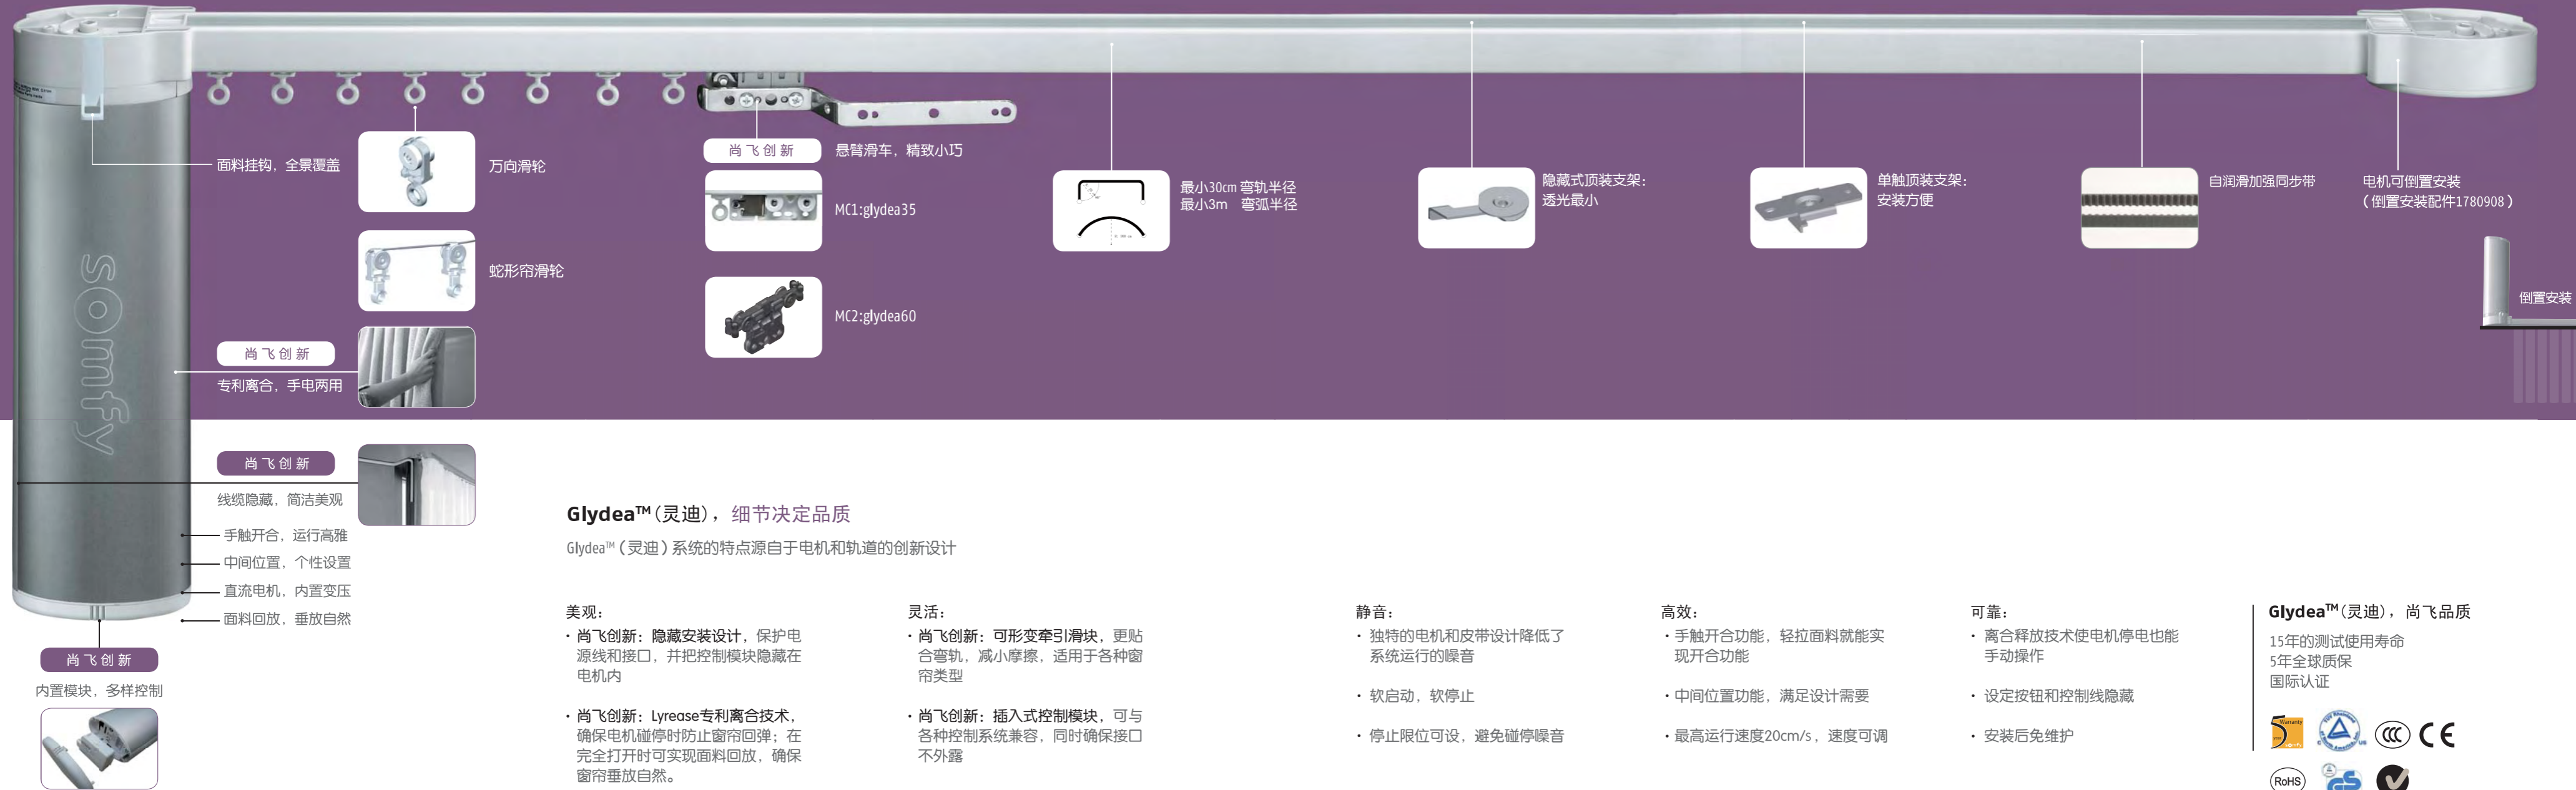 somfy
面料挂钩，全景覆盖
万向滑轮
蛇形帘滑轮
尚飞创新
专利离合，手电两用
尚飞创新
悬臂滑车，精致小巧
MC1:glydea35
MC2:glydea60
最小30cm 弯轨半径
最小3m 弯弧半径
隐藏式顶装支架：
透光最小
单触顶装支架：
安装方便
自润滑加强同步带
电机可倒置安装
（倒置安装配件1780908）
倒置安装
尚飞创新
线缆隐藏，简洁美观
手触开合，运行高雅
中间位置，个性设置
直流电机，内置变压
面料回放，垂放自然
尚飞创新
内置模块，多样控制
Glydea™（灵迪），细节决定品质
Glydea™（灵迪）系统的特点源自于电机和轨道的创新设计
美观：
· 尚飞创新：隐藏安装设计，保护电
源线和接口，并把控制模块隐藏在
电机内
· 尚飞创新：Lyrease专利离合技术，
确保电机碰停时防止窗帘回弹；在
完全打开时可实现面料回放，确保
窗帘垂放自然。
灵活：
· 尚飞创新：可形变牵引滑块，更贴
合弯轨，减小摩擦，适用于各种窗
帘类型
· 尚飞创新：插入式控制模块，可与
各种控制系统兼容，同时确保接口
不外露
静音：
· 独特的电机和皮带设计降低了
系统运行的噪音
· 软启动，软停止
· 停止限位可设，避免碰停噪音
高效：
· 手触开合功能，轻拉面料就能实
现开合功能
· 中间位置功能，满足设计需要
· 最高运行速度20cm/s，速度可调
可靠：
· 离合释放技术使电机停电也能
手动操作
· 设定按钮和控制线隐藏
· 安装后免维护
Glydea™（灵迪），尚飞品质
15年的测试使用寿命
5年全球质保
国际认证
5 Warranty
CCC
CE
RoHS
GS